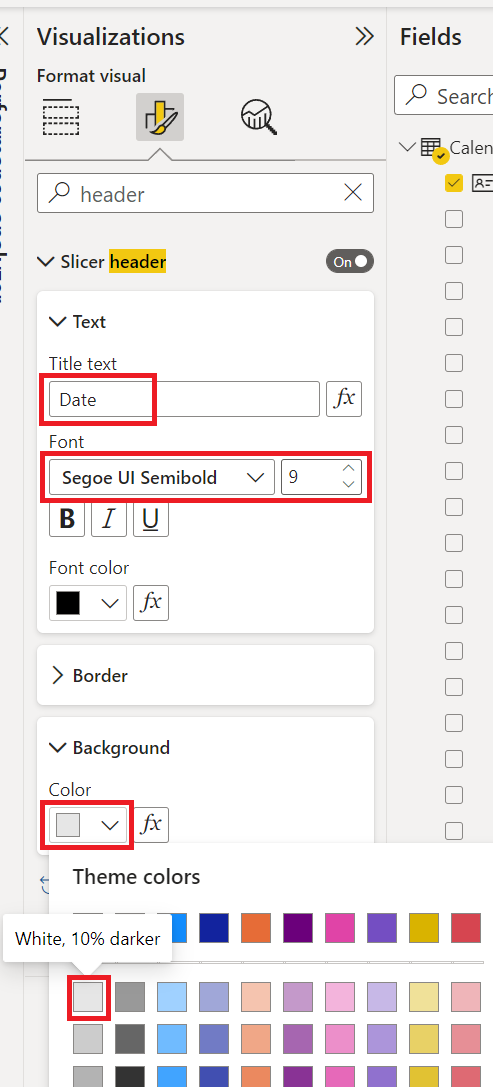 Visualizations
Fields
Format visual
Search
Calen
header
Slicer header
On
Text
Title text
Date
fx
Font
Segoe UI Semibold
9
B I U
Font color
fx
Border
Background
Color
fx
Theme colors
White, 10% darker